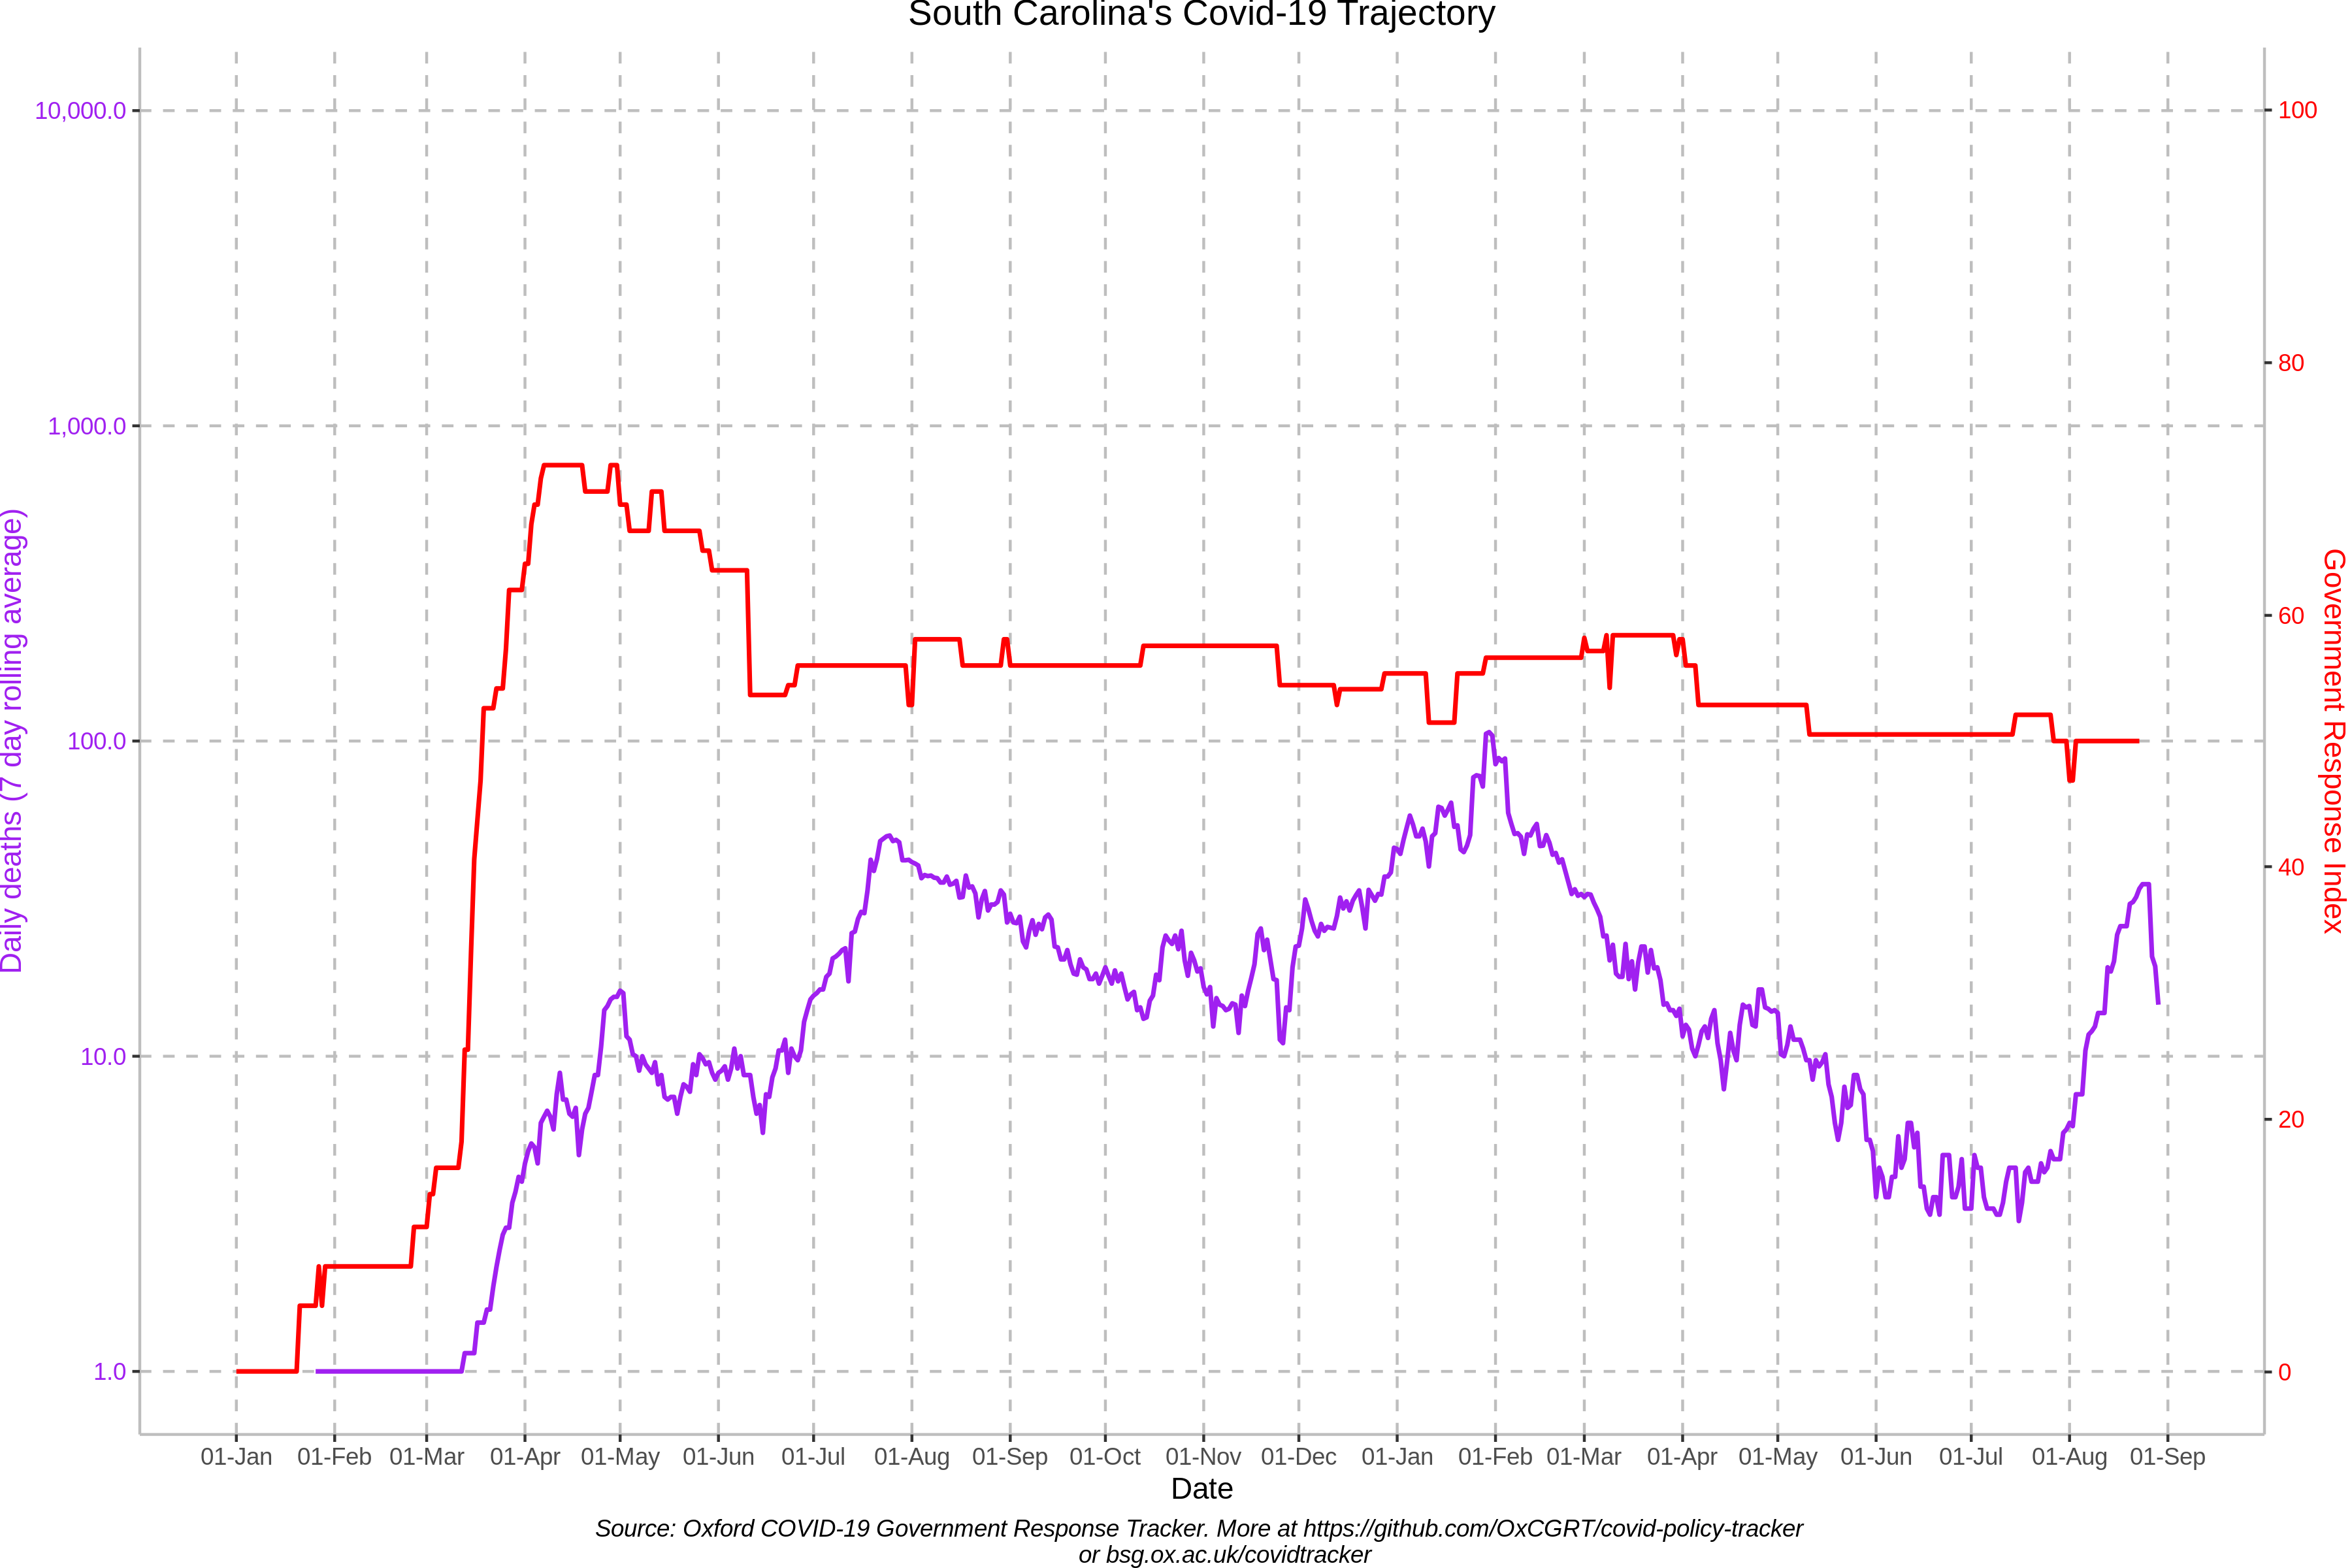 South Carolina's Covid-19 Trajectory
10,000.0
1,000.0
100.0
10.0
1.0
Daily deaths (7 day rolling average)
100
80
60
40
20
0
Government Response Index
01-Jan 01-Feb 01-Mar 01-Apr 01-May 01-Jun 01-Jul 01-Aug 01-Sep 01-Oct 01-Nov 01-Dec 01-Jan 01-Feb 01-Mar 01-Apr 01-May 01-Jun 01-Jul 01-Aug 01-Sep
Date
Source: Oxford COVID-19 Government Response Tracker. More at https://github.com/OxCGRT/covid-policy-tracker
or bsg.ox.ac.uk/covidtracker